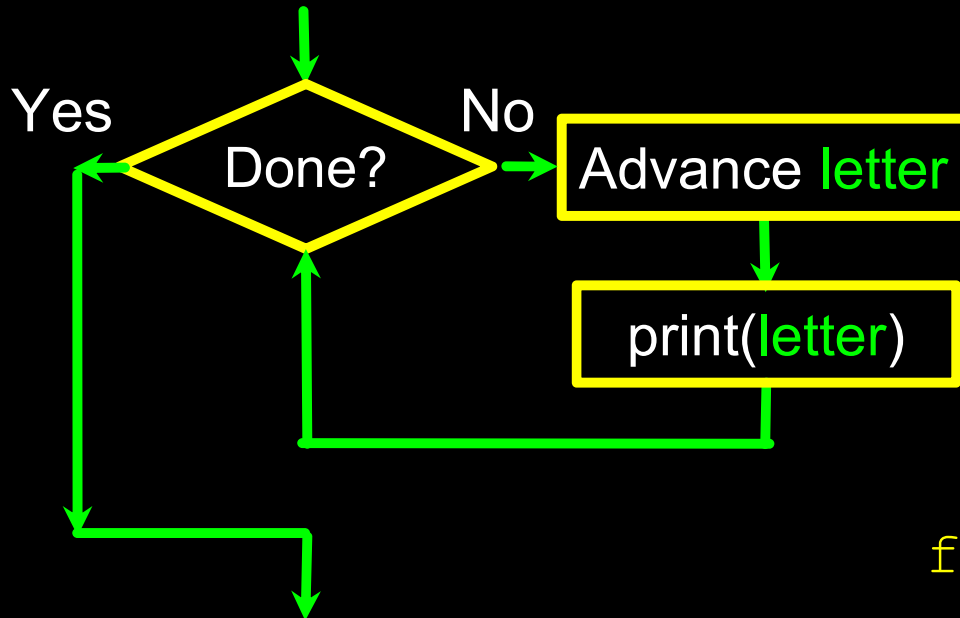 Yes
No
Done?
Advance letter
print(letter)
f